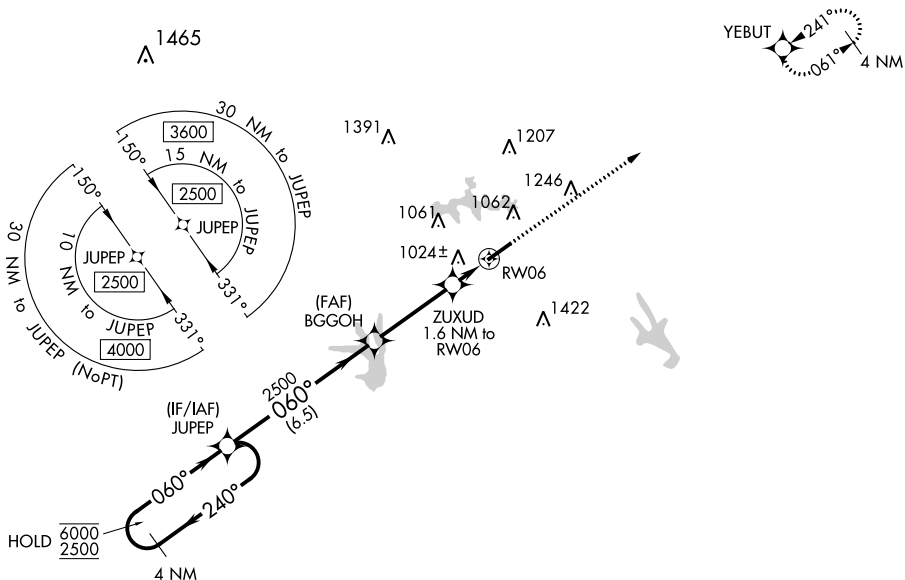 1465
YEBUT
241°
061°
4 NM
30 NM to JUPEP
3600
150°
15 NM to JUPEP
2500
JUPEP
331°
150°
JUPEP
2500
10 NM to JUPEP
4000
331°
30 NM to JUPEP (NoPT)
1391
1207
1246
1061
1062
1024±
RW06
ZUXUD
1.6 NM to
RW06
1422
(FAF)
BGGOH
2500
060°
(6.5)
(IF/IAF)
JUPEP
060°
240°
HOLD 6000
2500
4 NM